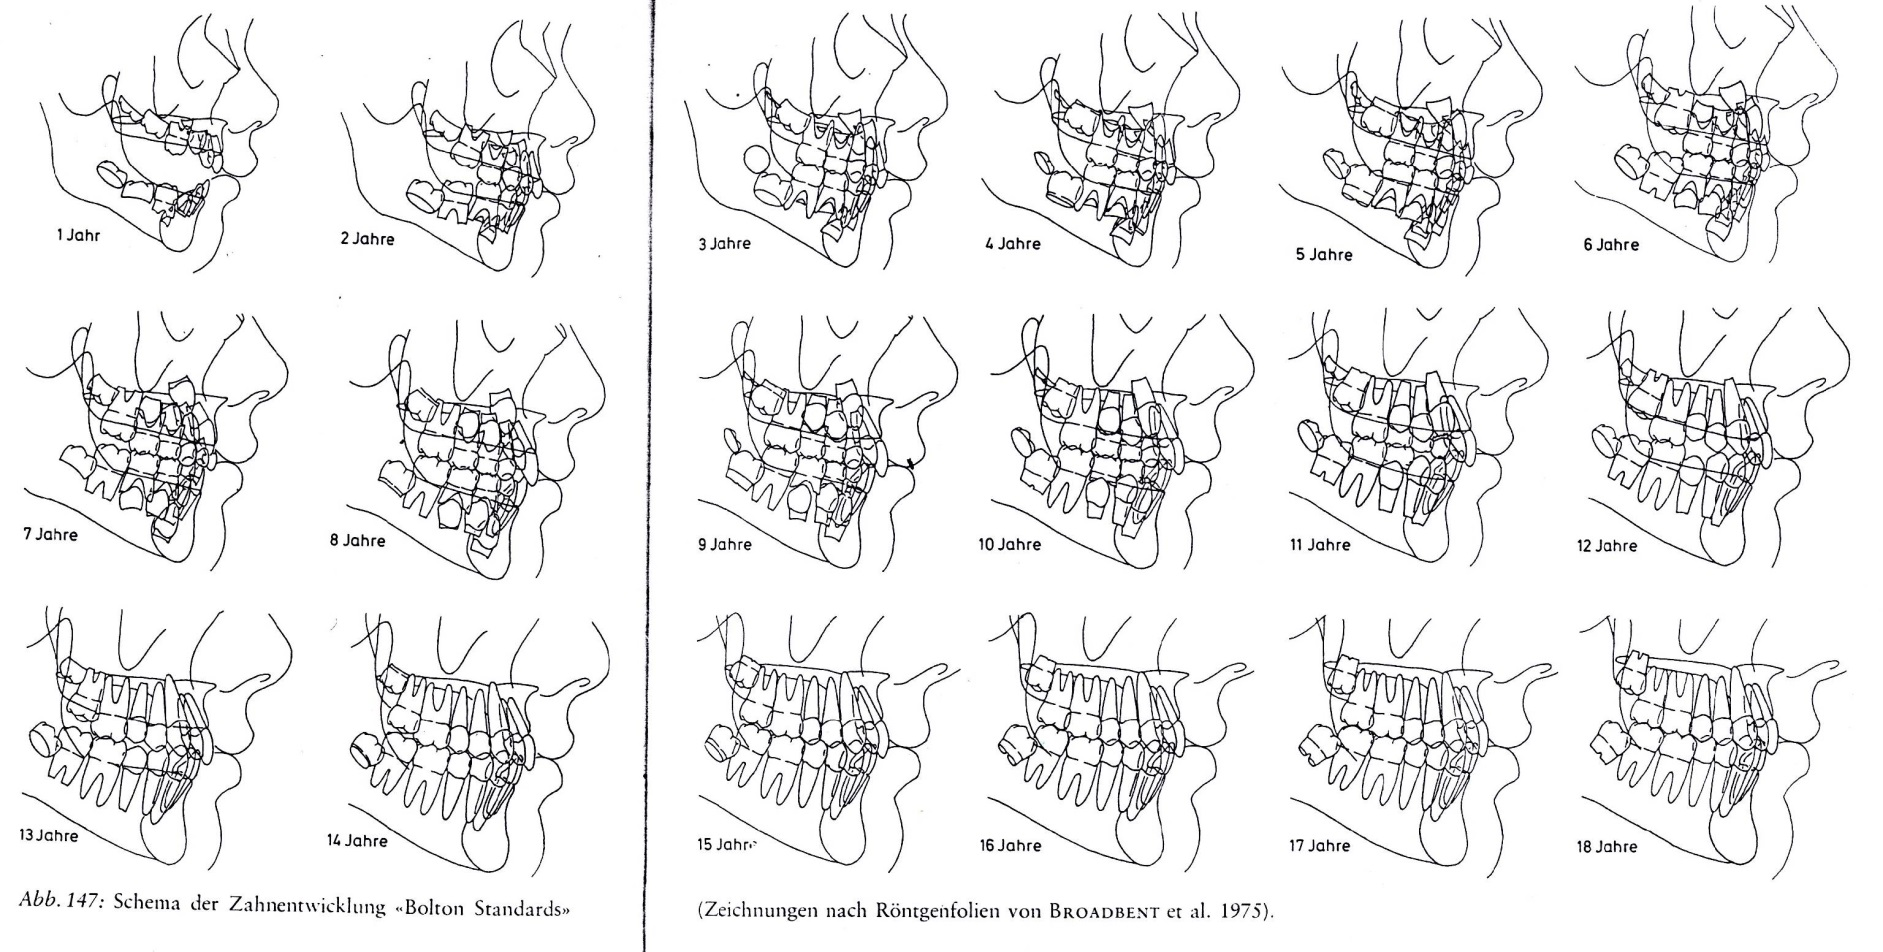 1 Jahr
2 Jahre
3 Jahre
4 Jahre
5 Jahre
6 Jahre
7 Jahre
8 Jahre
9 Jahre
10 Jahre
11 Jahre
12 Jahre
13 Jahre
14 Jahre
15 Jahre
16 Jahre
17 Jahre
18 Jahre
Abb. 147: Schema der Zahnentwicklung «Bolton Standards»
(Zeichnungen nach Röntgenfolien von BROADBENT et al. 1975).